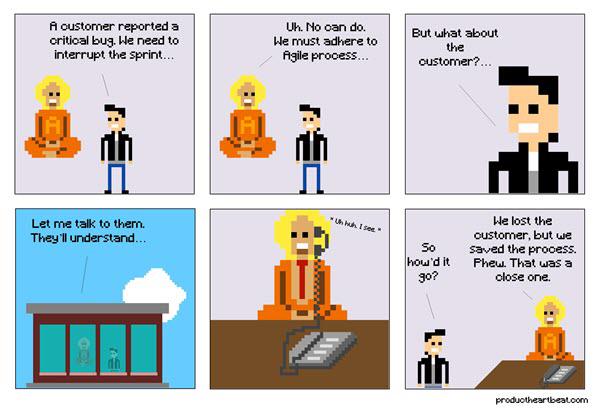 A customer reported a
critical bug. We need to
interrupt the sprint...
Uh. No can do.
We must adhere to
Agile process...
But what about
the
customer?...
Let me talk to them.
They'll understand...
" Uh huh. I see. "
So
how'd it
go?
We lost the
customer, but we
saved the process.
Phew. That was a
close one.
productheartbeat.com